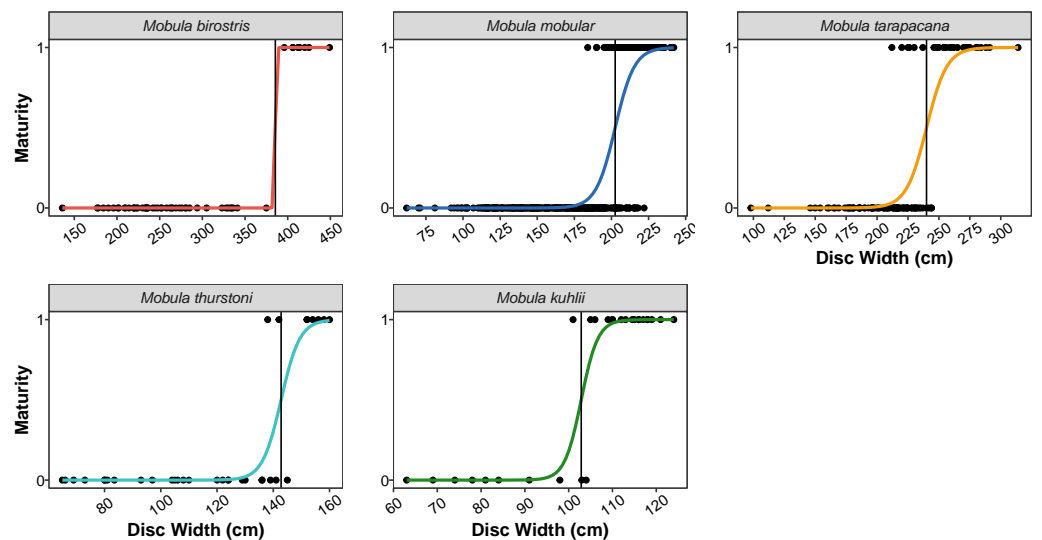 Mobula birostris
Mobula mobular
Mobula tarapacana
Maturity
1
0
150 200 250 300 350 400 450
75 100 125 150 175 200 225 250
100 125 150 175 200 225 250 275 300
Disc Width (cm)
Mobula thurstoni
Mobula kuhlii
Maturity
1
0
80 100 120 140 160
60 70 80 90 100 110 120
Disc Width (cm)
Disc Width (cm)